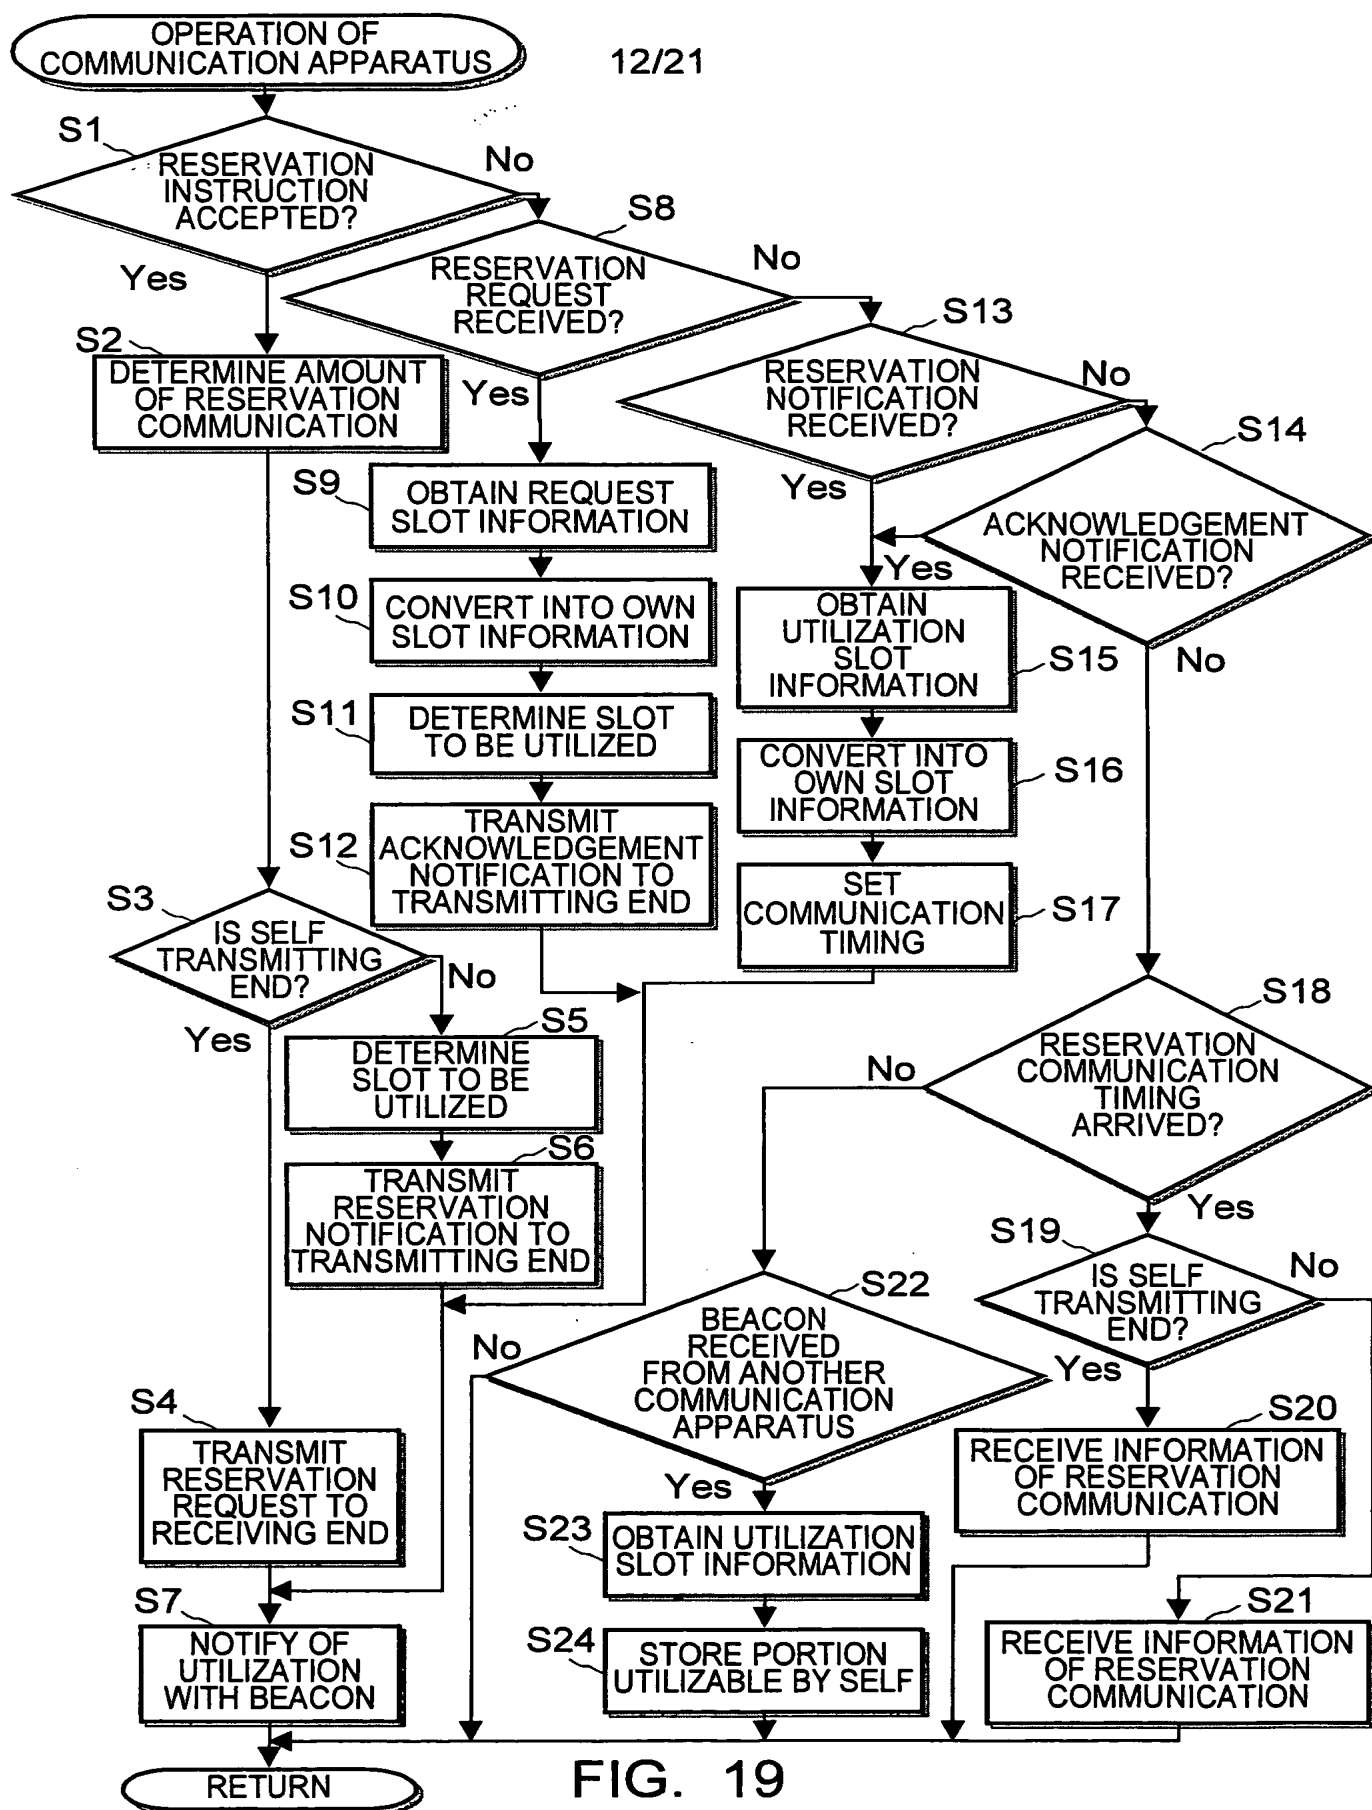 OPERATION OF
COMMUNICATION APPARATUS
12/21
S1
RESERVATION
INSTRUCTION
ACCEPTED?
No
Yes
S8
RESERVATION
REQUEST
RECEIVED?
No
Yes
S13
RESERVATION
NOTIFICATION
RECEIVED?
No
Yes
S14
ACKNOWLEDGEMENT
NOTIFICATION
RECEIVED?
Yes
No
S2
DETERMINE AMOUNT
OF RESERVATION
COMMUNICATION
S9
OBTAIN REQUEST
SLOT INFORMATION
S10
CONVERT INTO OWN
SLOT INFORMATION
S11
DETERMINE SLOT
TO BE UTILIZED
S12
TRANSMIT
ACKNOWLEDGEMENT
NOTIFICATION TO
TRANSMITTING END
OBTAIN
UTILIZATION
SLOT
INFORMATION
S15
CONVERT INTO
OWN SLOT
INFORMATION
S16
SET
COMMUNICATION
TIMING
S17
S3
IS SELF
TRANSMITTING
END?
No
Yes
S5
DETERMINE
SLOT TO BE
UTILIZED
S6
TRANSMIT
RESERVATION
NOTIFICATION TO
TRANSMITTING END
S18
RESERVATION
COMMUNICATION
TIMING
ARRIVED?
No
Yes
S19
IS SELF
TRANSMITTING
END?
No
Yes
S22
BEACON
RECEIVED
FROM ANOTHER
COMMUNICATION
APPARATUS
No
Yes
S4
TRANSMIT
RESERVATION
REQUEST TO
RECEIVING END
S20
RECEIVE INFORMATION
OF RESERVATION
COMMUNICATION
S23
OBTAIN UTILIZATION
SLOT INFORMATION
S7
NOTIFY OF
UTILIZATION
WITH BEACON
S24
STORE PORTION
UTILIZABLE BY SELF
S21
RECEIVE INFORMATION
OF RESERVATION
COMMUNICATION
RETURN
FIG. 19